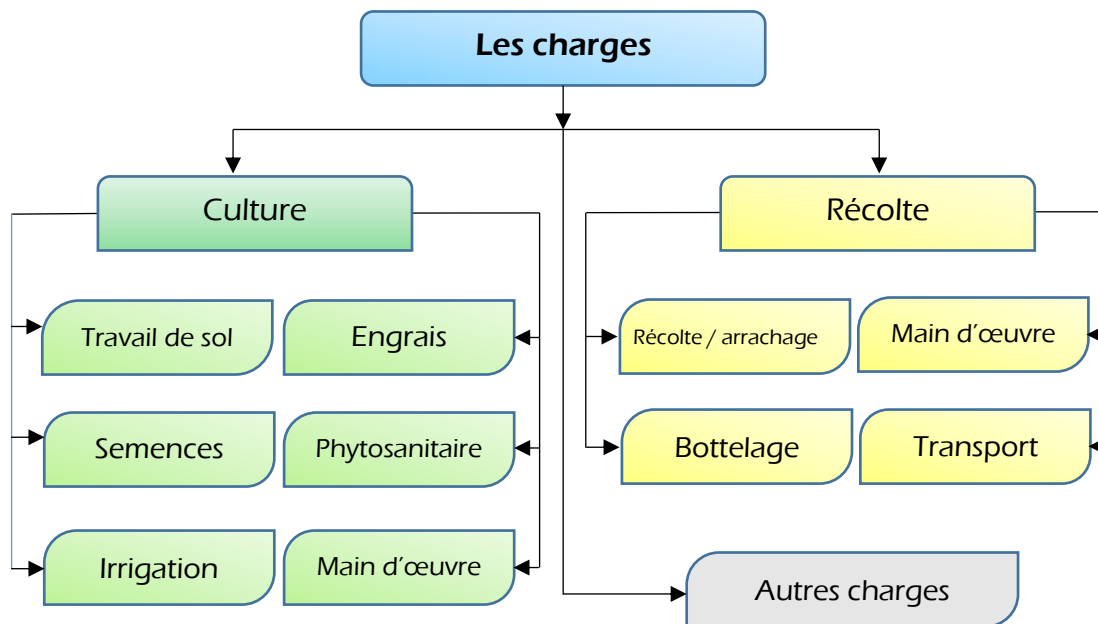 Les charges
Culture
Récolte
Travail de sol
Engrais
Semences
Phytosanitaire
Irrigation
Main d'œuvre
Récolte / arrachage
Main d'œuvre
Bottelage
Transport
Autres charges